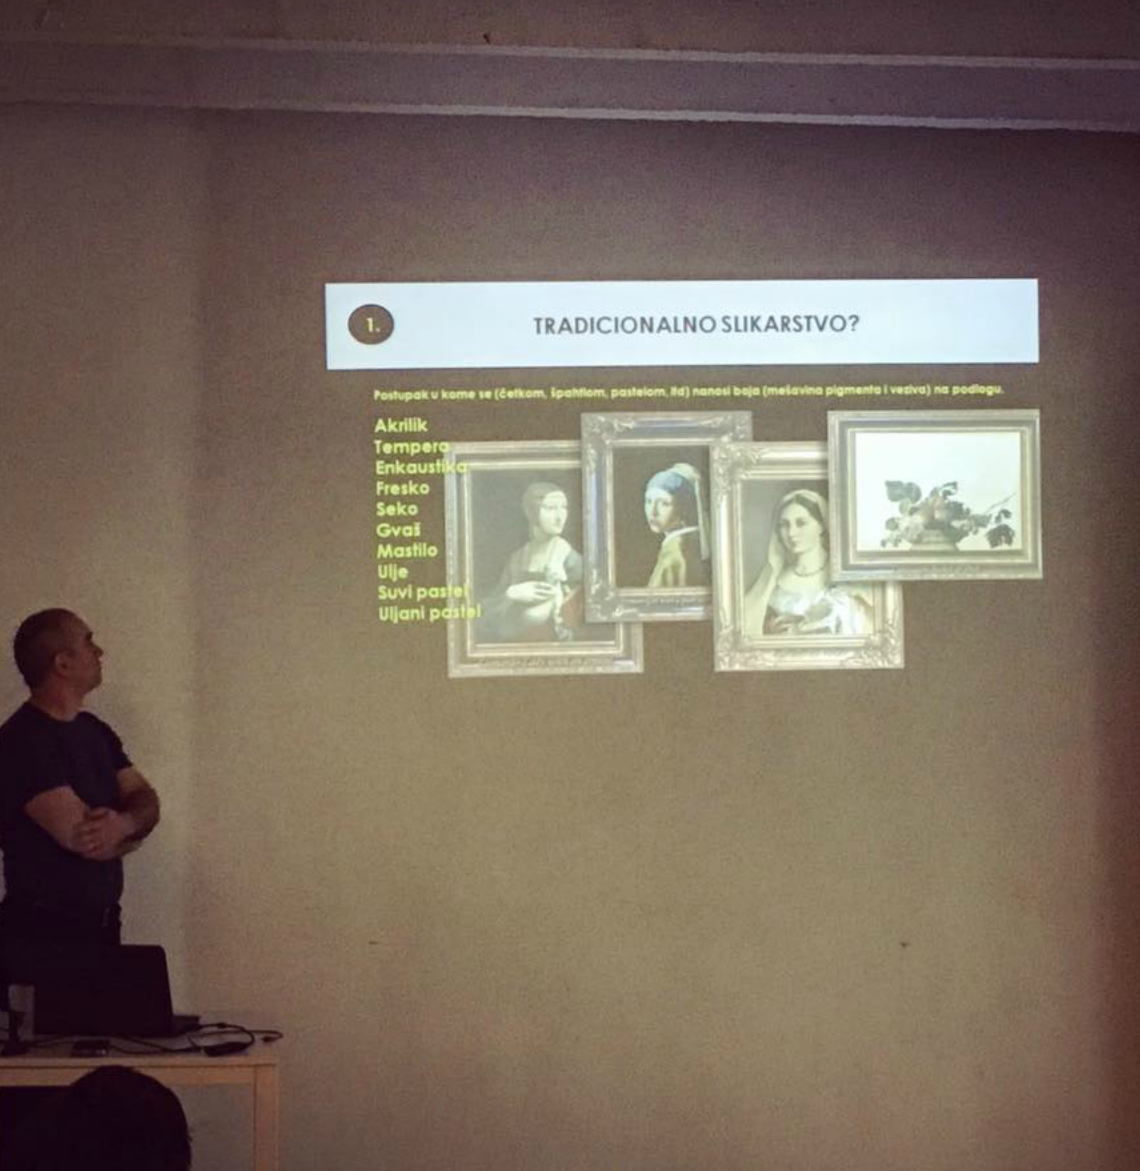 1.
TRADICIONALNO SLIKARSTVO?
Postupak u kome se (četkom, špahtlom, pastelom, itd) nanosi boja (mešavina pigmenta i veziva) na podlogu.
Akrilik
Tempera
Enkaustika
Fresko
Seko
Gvaš
Mastilo
Ulje
Suvi pastel
Uljani pastel